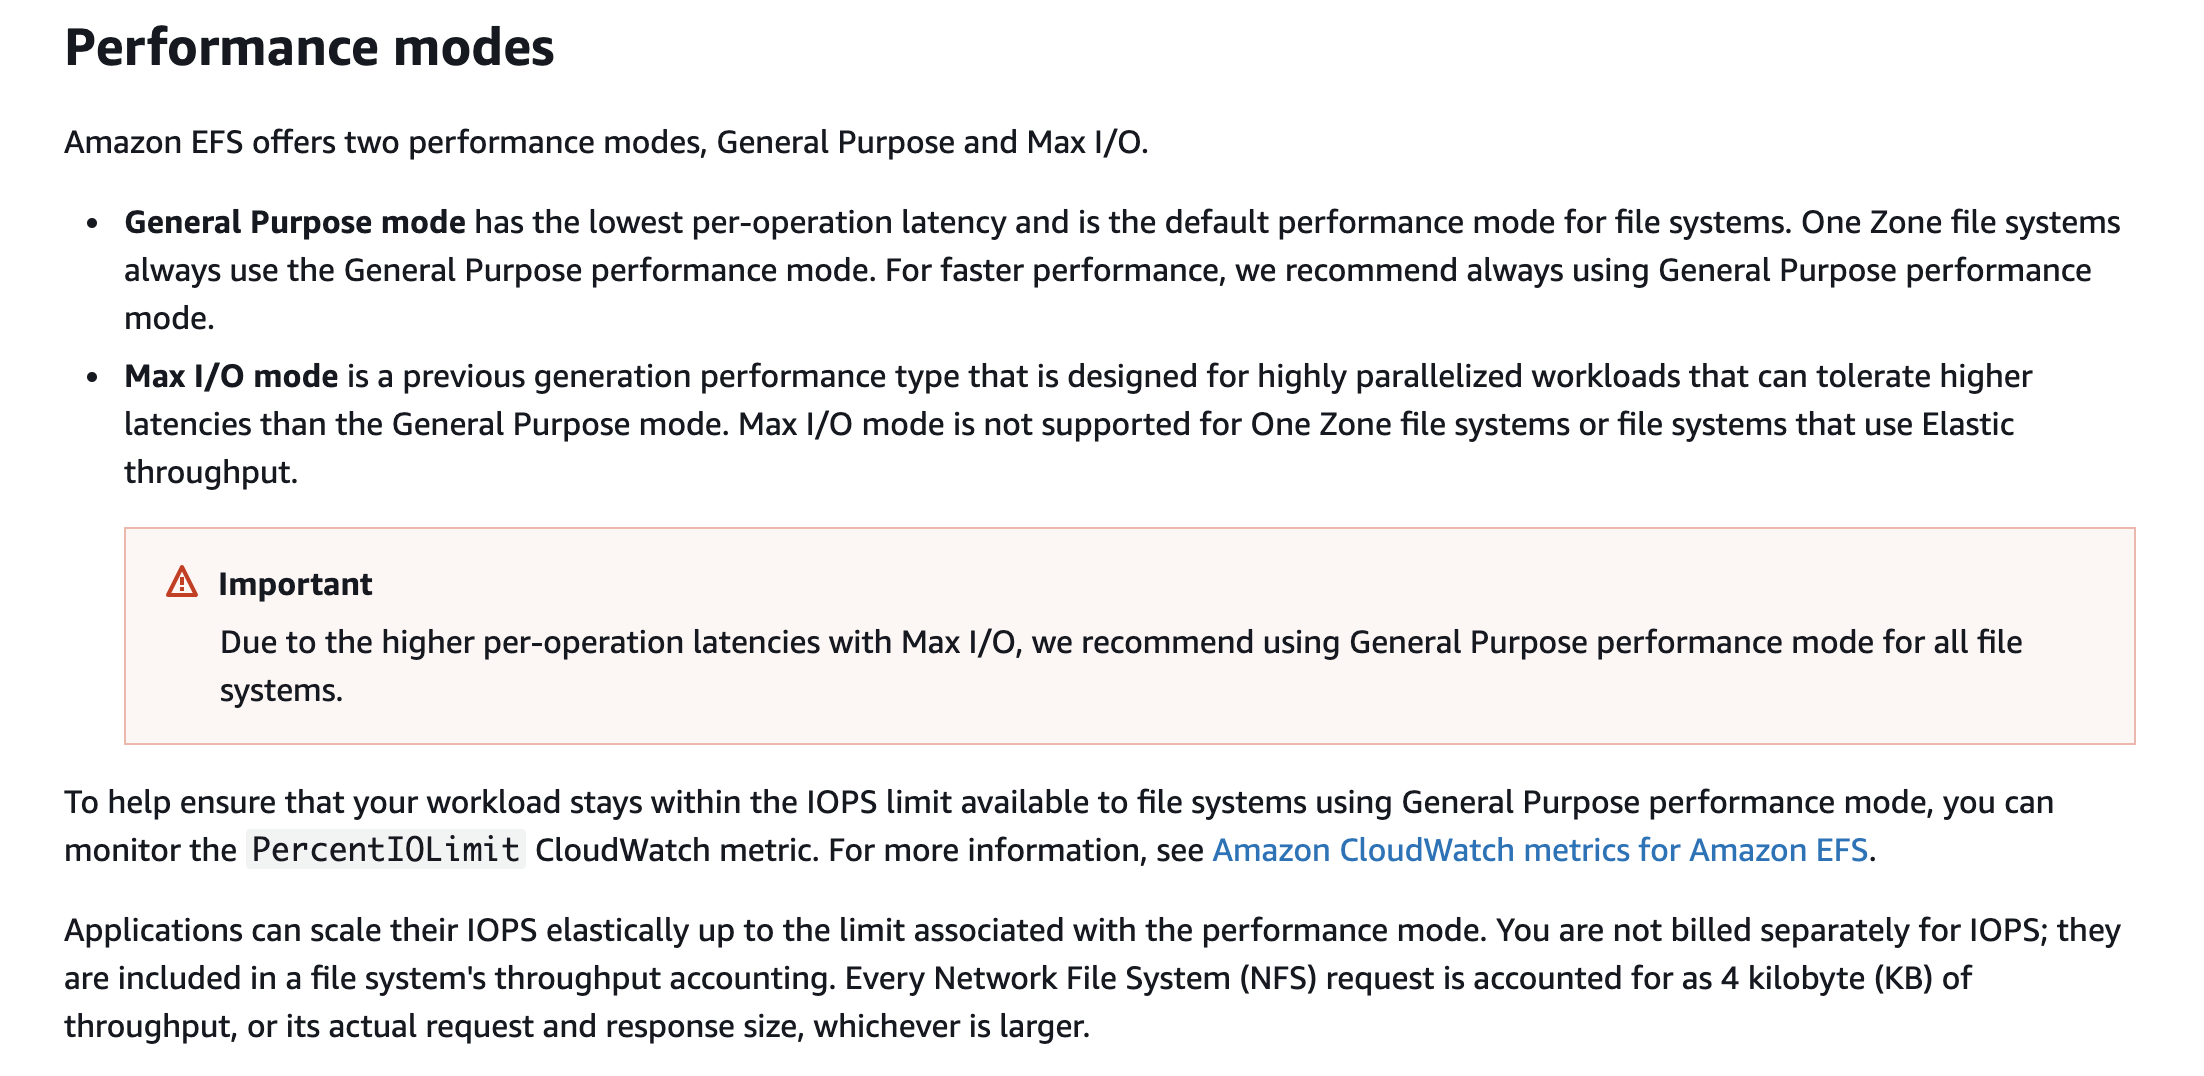 Performance modes
Amazon EFS offers two performance modes, General Purpose and Max I/O.
• General Purpose mode has the lowest per-operation latency and is the default performance mode for file systems. One Zone file systems
always use the General Purpose performance mode. For faster performance, we recommend always using General Purpose performance
mode.
• Max I/O mode is a previous generation performance type that is designed for highly parallelized workloads that can tolerate higher
latencies than the General Purpose mode. Max I/O mode is not supported for One Zone file systems or file systems that use Elastic
throughput.
Important
Due to the higher per-operation latencies with Max I/O, we recommend using General Purpose performance mode for all file
systems.
To help ensure that your workload stays within the IOPS limit available to file systems using General Purpose performance mode, you can
monitor the PercentIOLimit CloudWatch metric. For more information, see Amazon CloudWatch metrics for Amazon EFS.
Applications can scale their IOPS elastically up to the limit associated with the performance mode. You are not billed separately for IOPS; they
are included in a file system's throughput accounting. Every Network File System (NFS) request is accounted for as 4 kilobyte (KB) of
throughput, or its actual request and response size, whichever is larger.